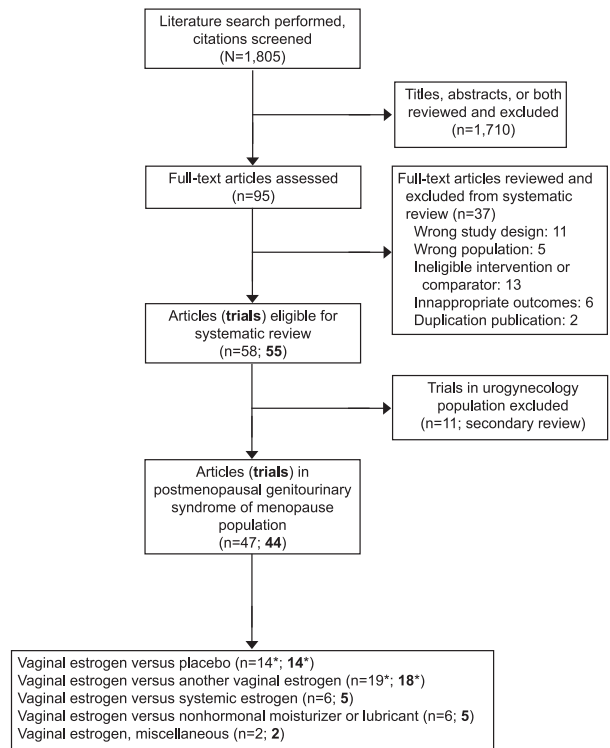 Literature search performed,
citations screened
(N=1,805)
Titles, abstracts, or both
reviewed and excluded
(n=1,710)
Full-text articles assessed
(n=95)
Full-text articles reviewed and
excluded from systematic
review (n=37)
Wrong study design: 11
Wrong population: 5
Ineligible intervention or
comparator: 13
Innappropriate outcomes: 6
Duplication publication: 2
Articles (trials) eligible for
systematic review
(n=58; 55)
Trials in urogynecology
population excluded
(n=11; secondary review)
Articles (trials) in
postmenopausal genitourinary
syndrome of menopause
population
(n=47; 44)
Vaginal estrogen versus placebo (n=14*; 14*)
Vaginal estrogen versus another vaginal estrogen (n=19*; 18*)
Vaginal estrogen versus systemic estrogen (n=6; 5)
Vaginal estrogen versus nonhormonal moisturizer or lubricant (n=6; 5)
Vaginal estrogen, miscellaneous (n=2; 2)